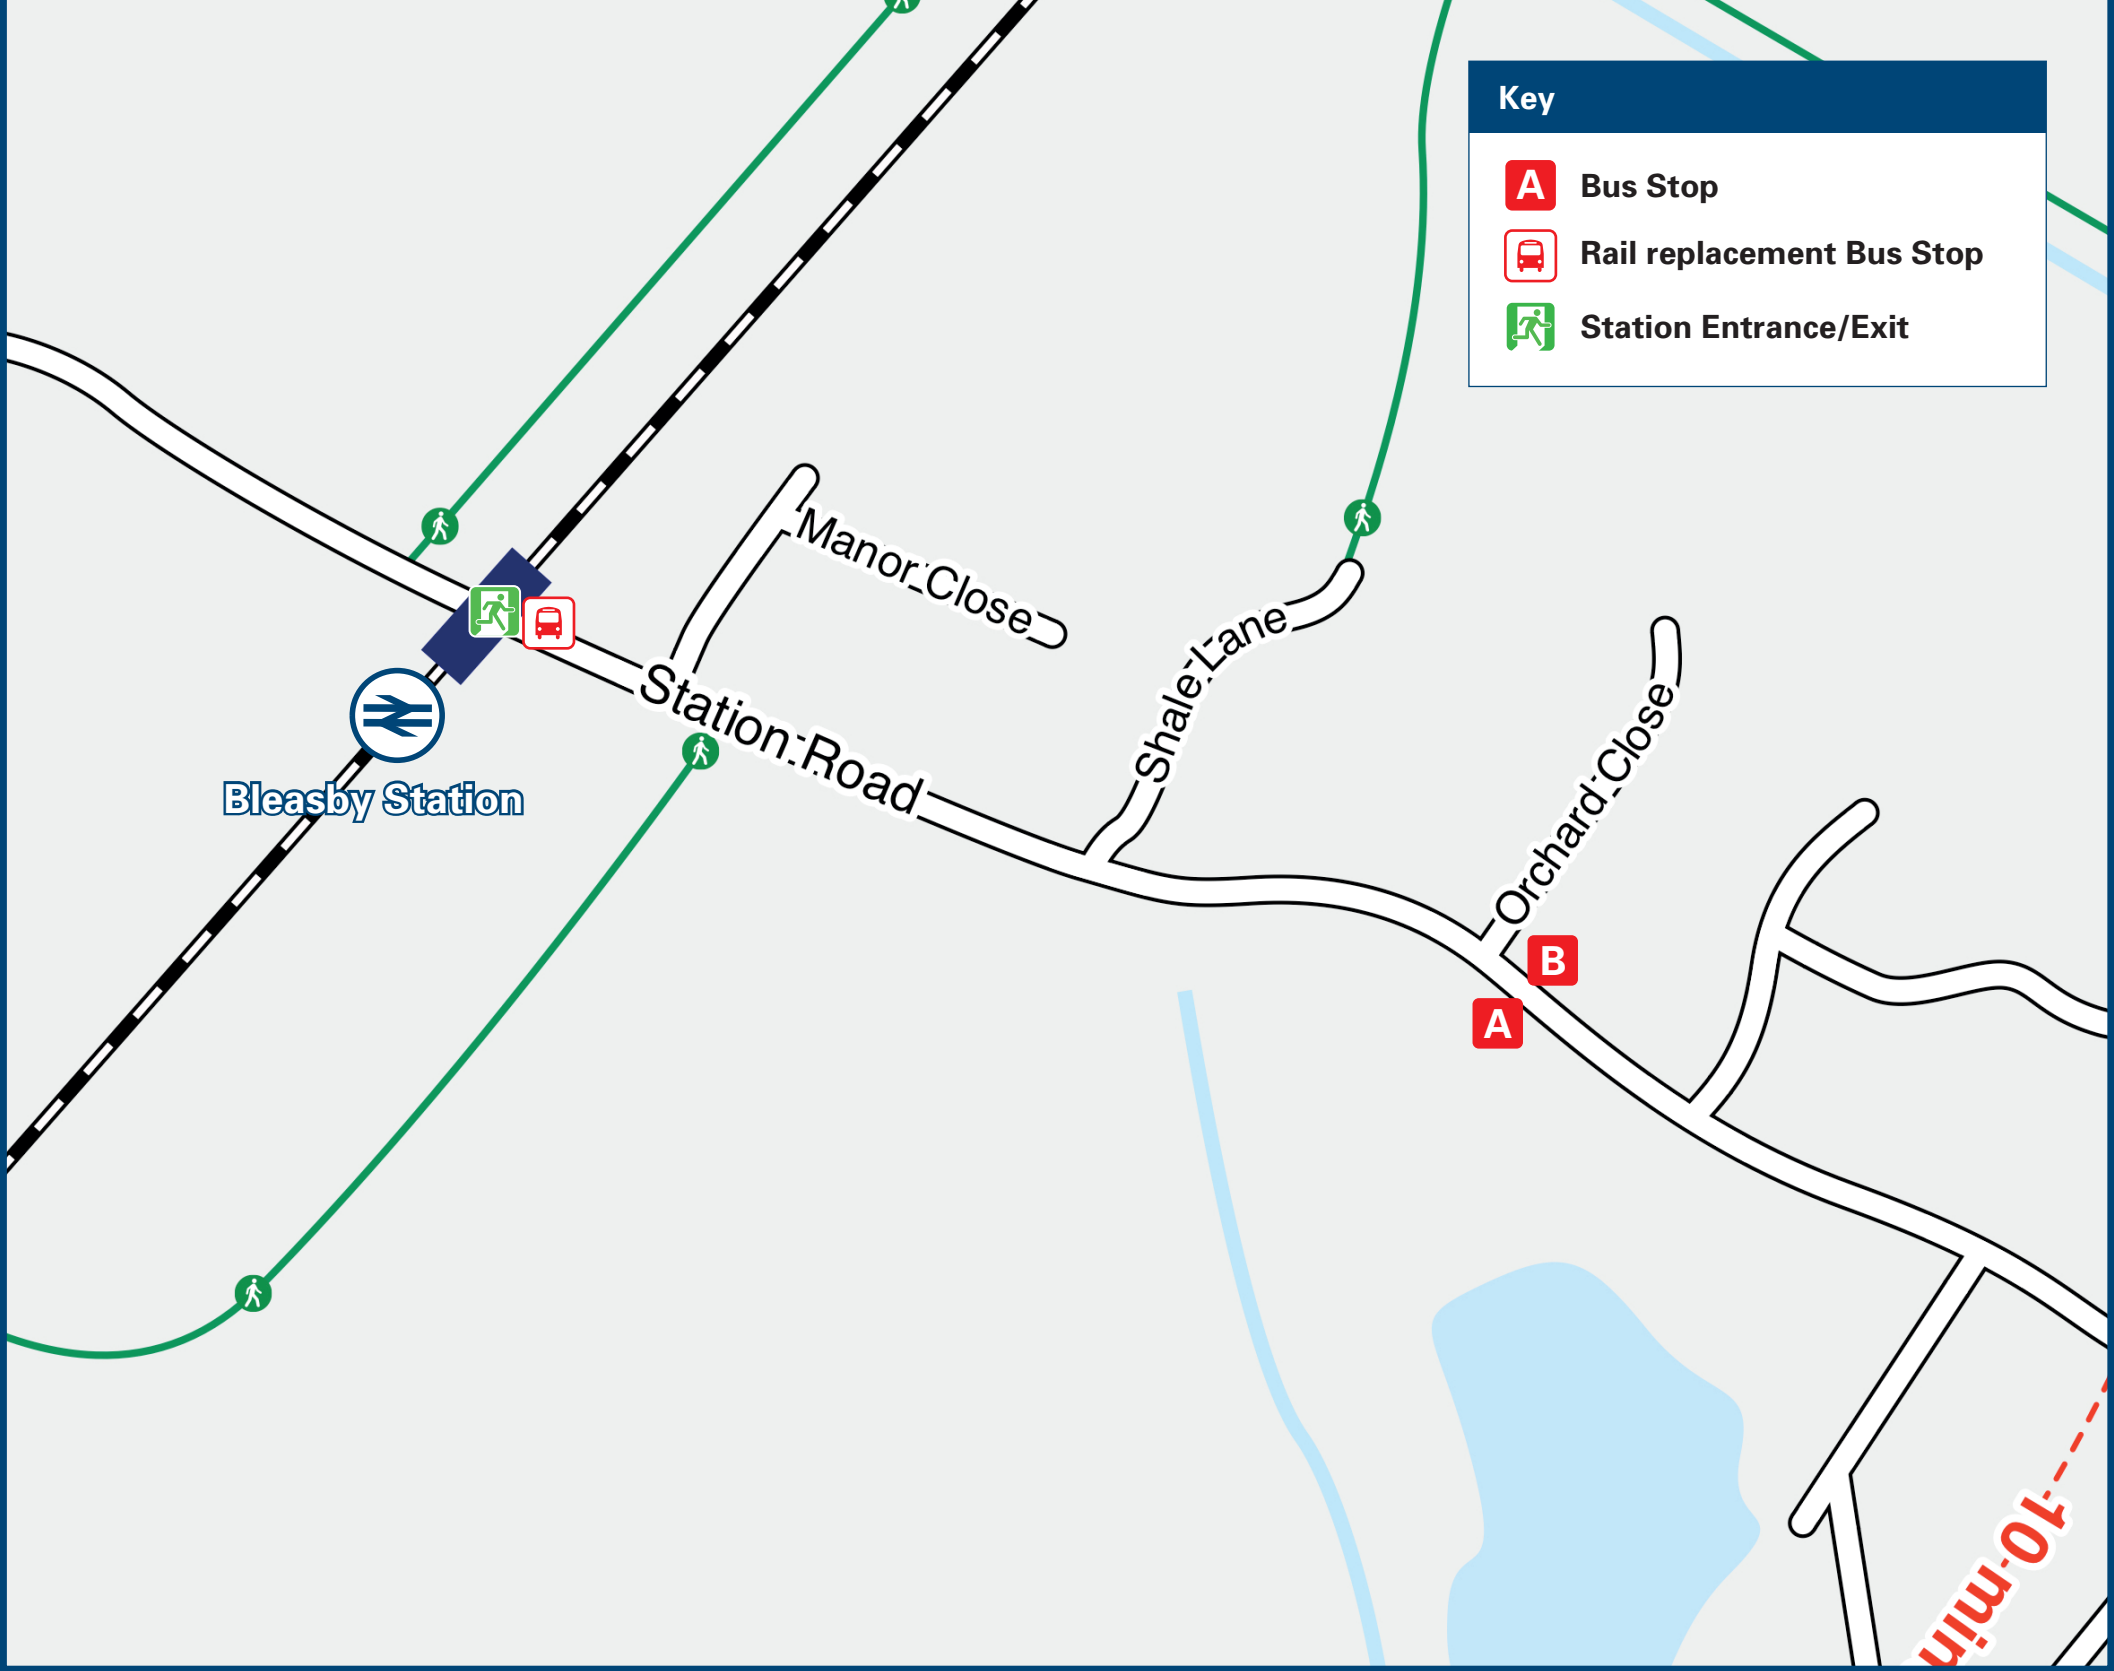 Key
A Bus Stop
Rail replacement Bus Stop
Station Entrance/Exit
Manor Close
Shale Lane
Station Road
Orchard Close
Bleasby Station
B
A
10 min